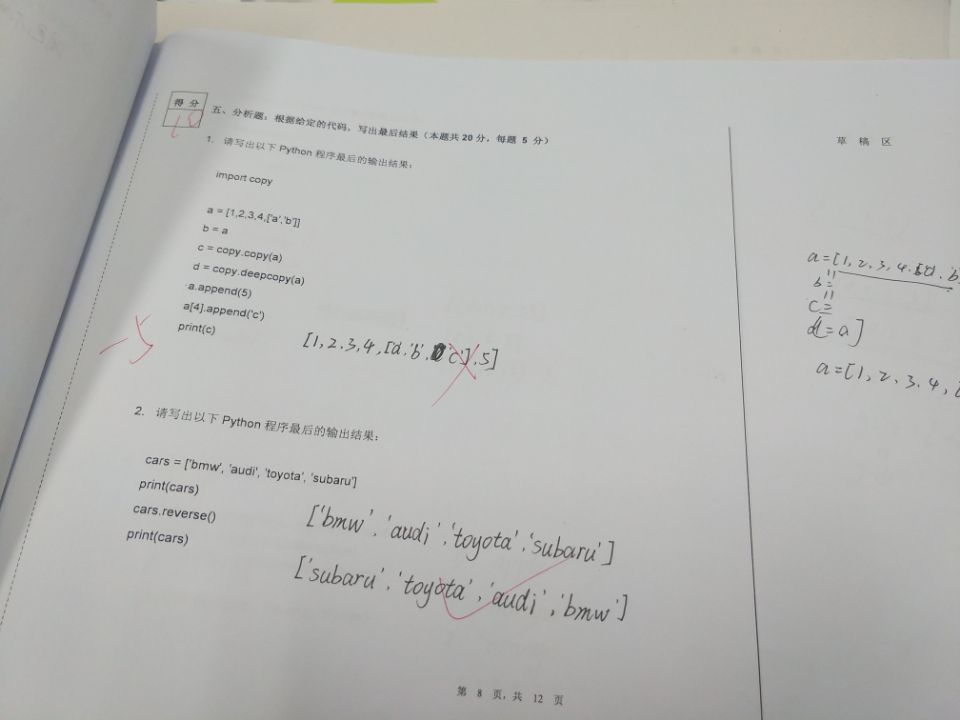 得 分
五、分析题：根据给定的代码，写出最后结果（本题共 20 分，每题 5 分）
1. 请写出以下 Python 程序最后的输出结果：
import copy
a = [1,2,3,4,['a','b']]
b = a
c = copy.copy(a)
d = copy.deepcopy(a)
a.append(5)
a[4].append('c')
print(c)
[1,2,3,4,['a','b','c'],5]
-5
2. 请写出以下 Python 程序最后的输出结果：
cars = ['bmw', 'audi', 'toyota', 'subaru']
print(cars)
cars.reverse()
print(cars)
['bmw','audi','toyota','subaru']
['subaru','toyota','audi','bmw']
第 8 页,共 12 页
草 稿 区
a=[1,2,3,4
b=
c=
d=a]
a=[1,2,3,4,